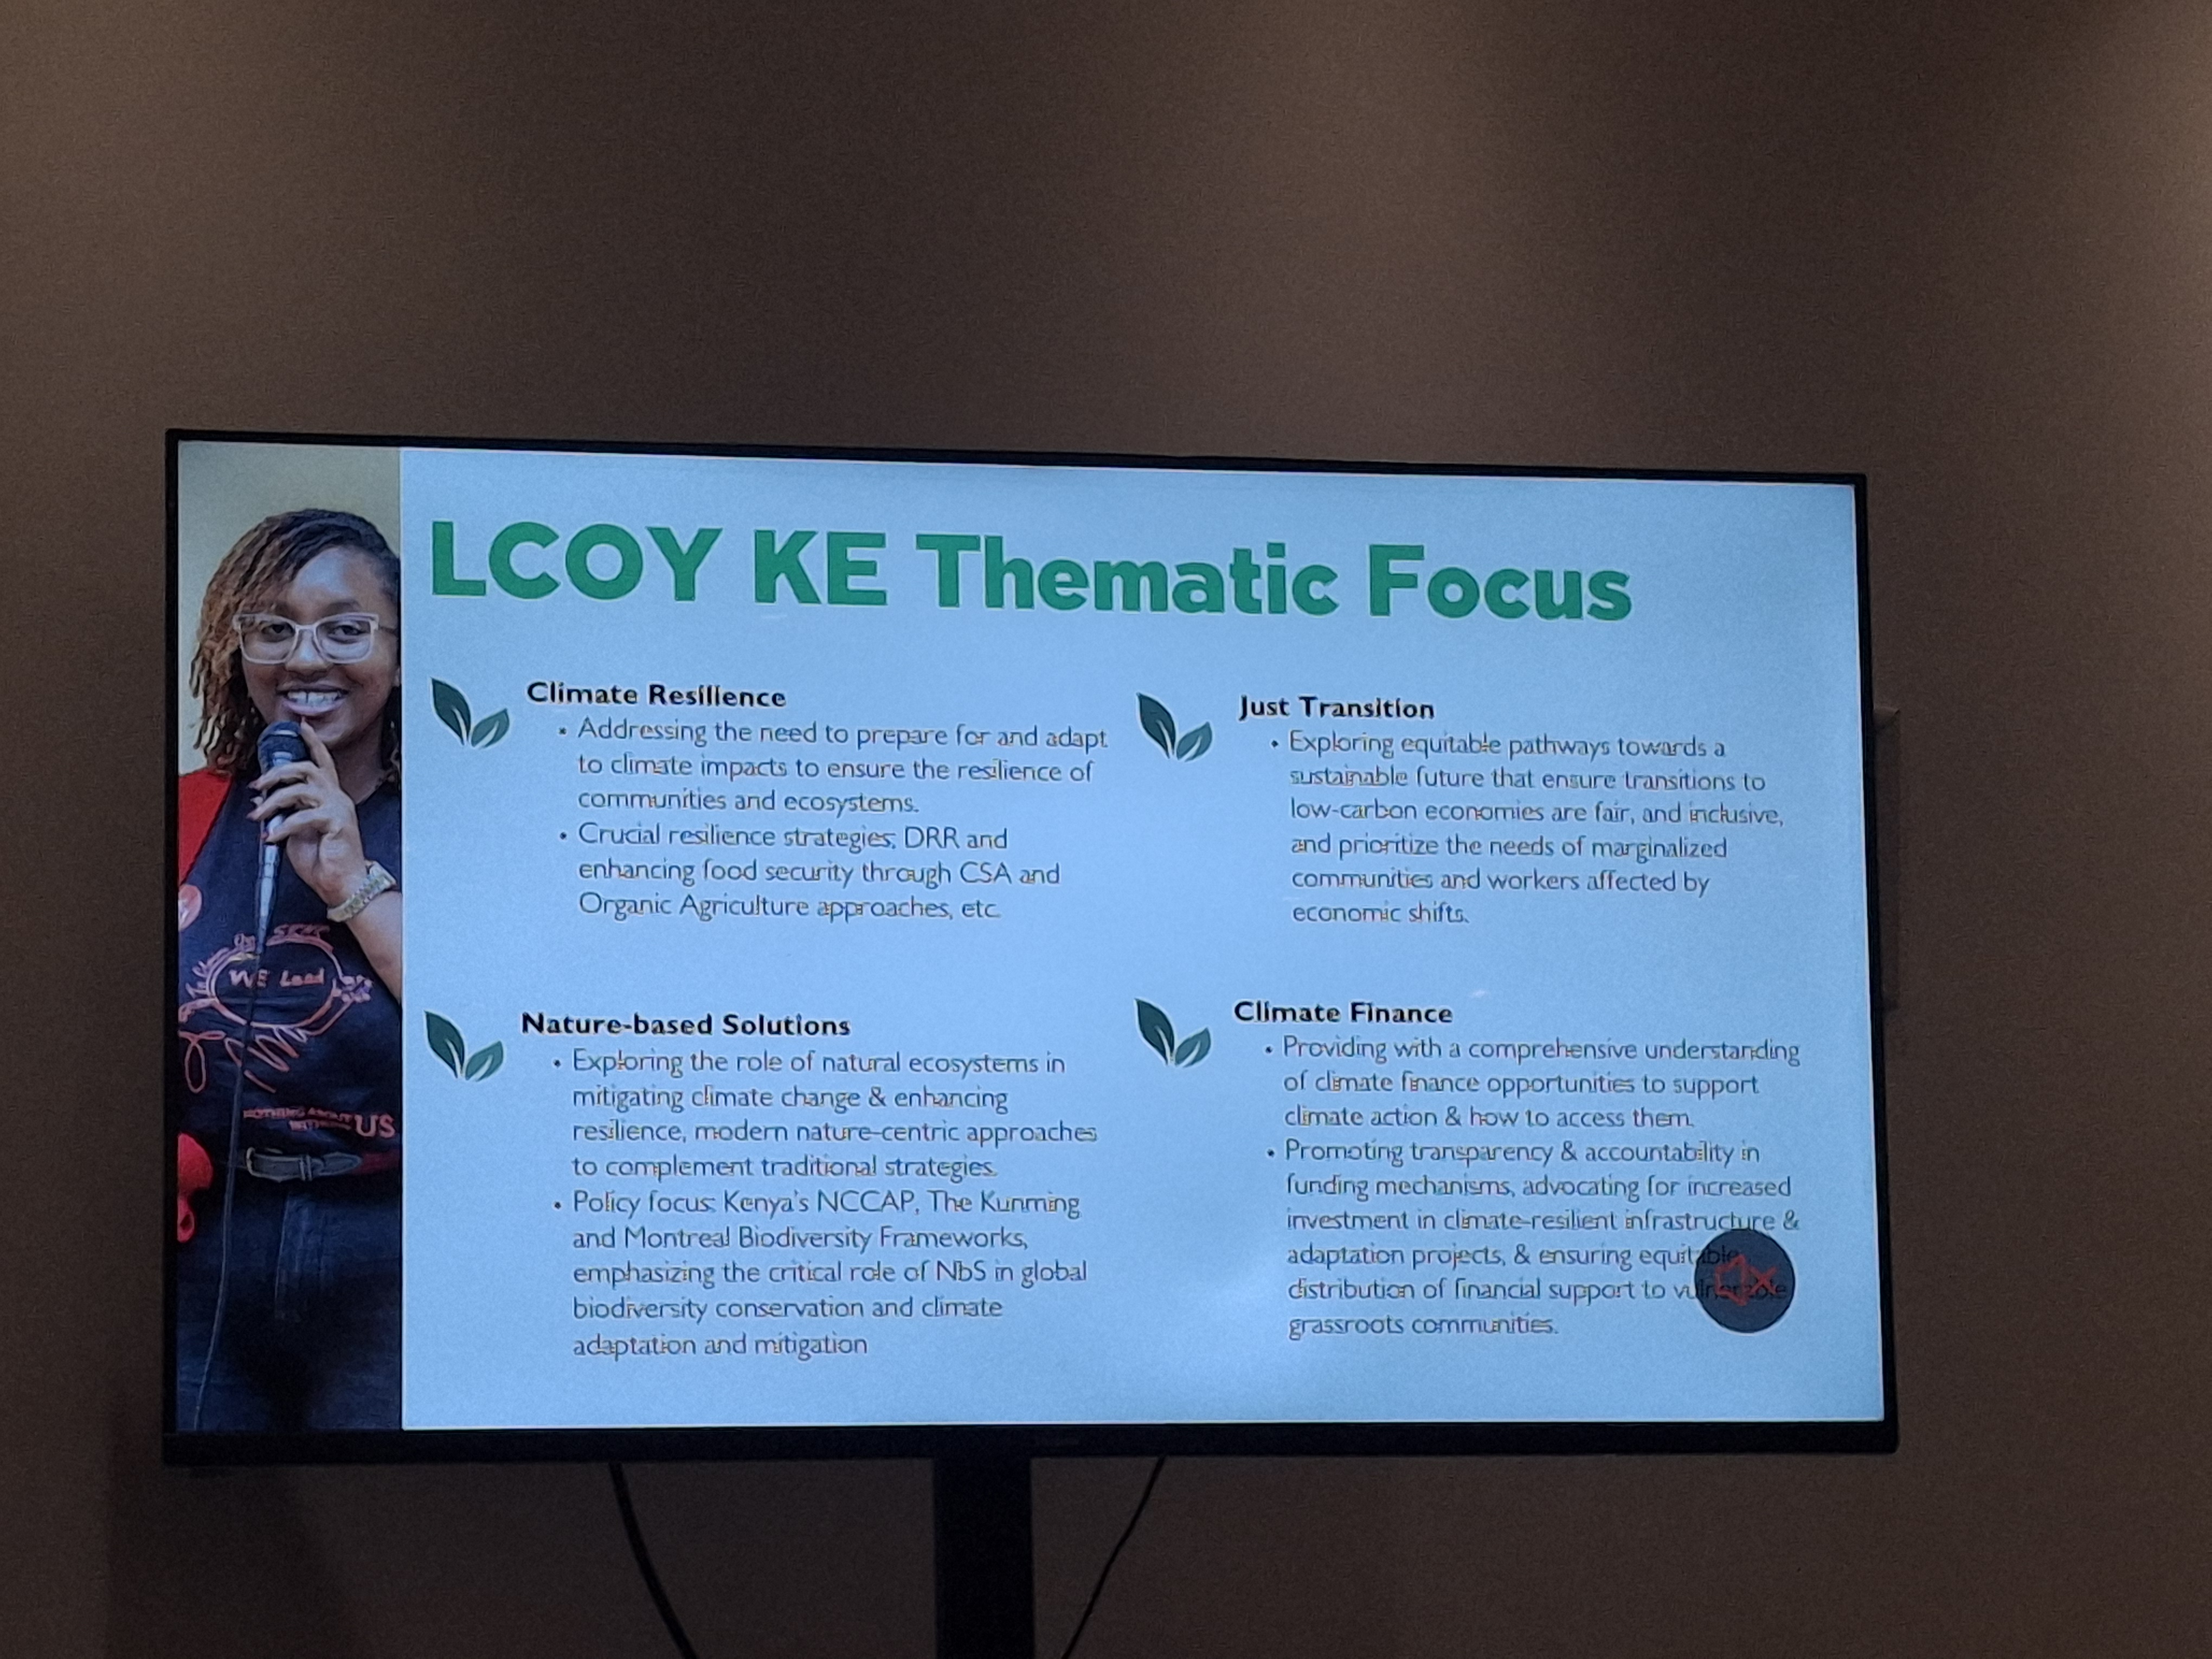 LCOY KE Thematic Focus
Climate Resilience
• Addressing the need to prepare for and adapt
to climate impacts to ensure the resilience of
communities and ecosystems.
• Crucial resilience strategies; DRR and
enhancing food security through CSA and
Organic Agriculture approaches, etc.
Nature-based Solutions
• Exploring the role of natural ecosystems in
mitigating climate change & enhancing
resilience, modern nature-centric approaches
to complement traditional strategies.
• Policy focus: Kenya's NCCAP, The Kunming
and Montreal Biodiversity Frameworks,
emphasizing the critical role of NbS in global
biodiversity conservation and climate
adaptation and mitigation
Just Transition
• Exploring equitable pathways towards a
sustainable future that ensure transitions to
low-carbon economies are fair, and inclusive,
and prioritize the needs of marginalized
communities and workers affected by
economic shifts.
Climate Finance
• Providing with a comprehensive understanding
of climate finance opportunities to support
climate action & how to access them.
• Promoting transparency & accountability in
funding mechanisms, advocating for increased
investment in climate-resilient infrastructure &
adaptation projects, & ensuring equitable
distribution of financial support to vulnerable
grassroots communities.
WE Lead
NOTHING ABOUT
US